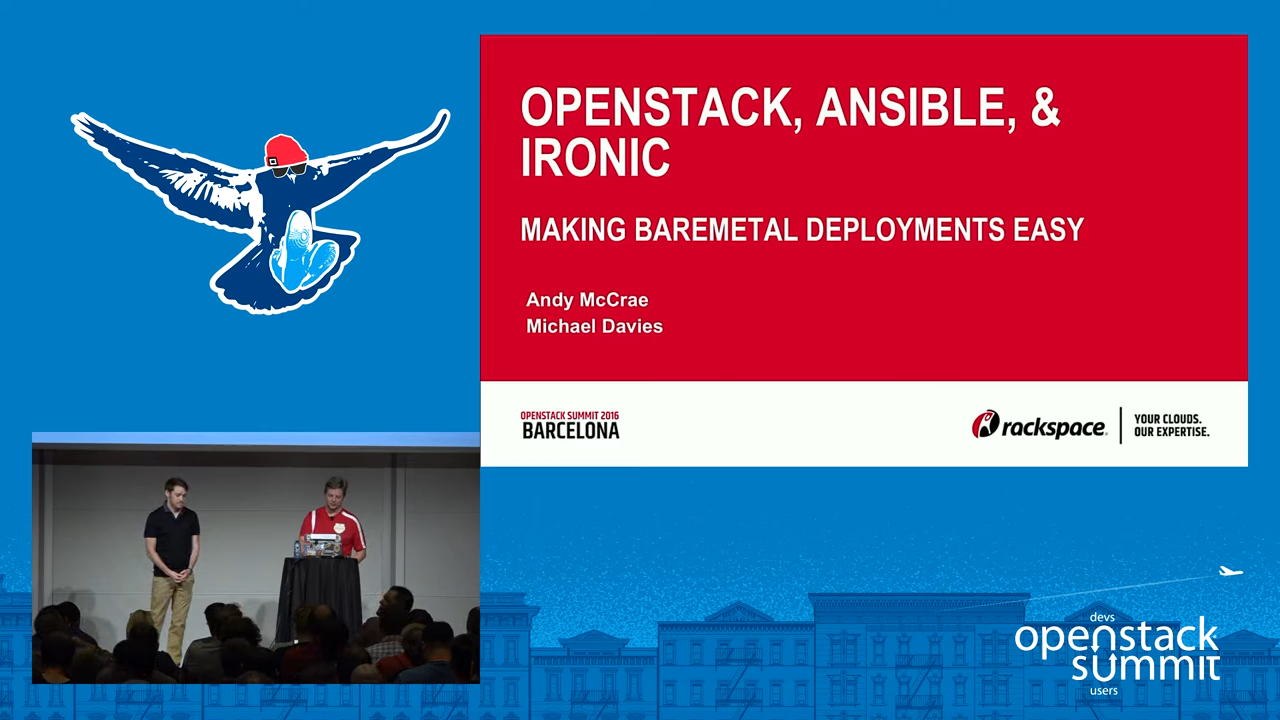 OPENSTACK, ANSIBLE, &
IRONIC
MAKING BAREMETAL DEPLOYMENTS EASY
Andy McCrae
Michael Davies
OPENSTACK SUMMIT 2016
BARCELONA
rackspace
YOUR CLOUDS.
OUR EXPERTISE.
devs
openstack
summit
users